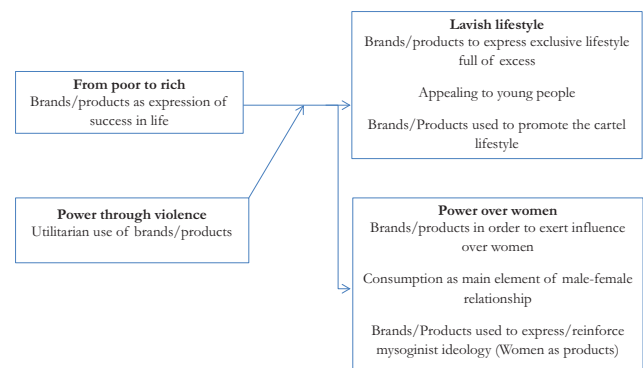 From poor to rich
Brands/products as expression of
success in life
Power through violence
Utilitarian use of brands/products
Lavish lifestyle
Brands/products to express exclusive lifestyle
full of excess
Appealing to young people
Brands/Products used to promote the cartel
lifestyle
Power over women
Brands/products in order to exert influence
over women
Consumption as main element of male-female
relationship
Brands/Products used to express/reinforce
mysoginist ideology (Women as products)